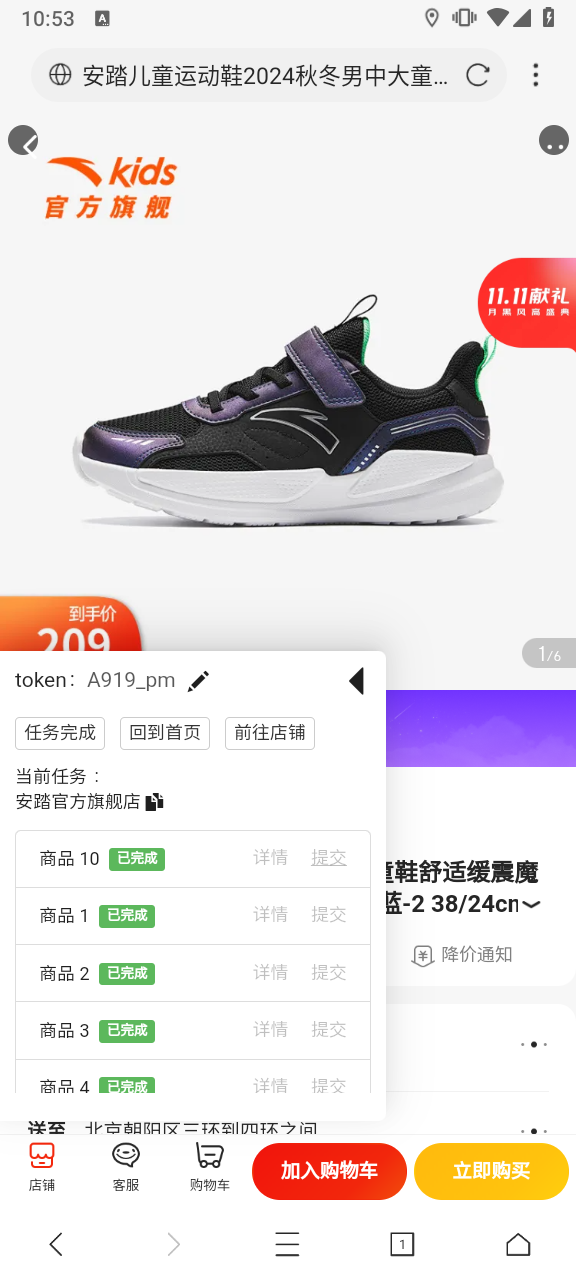 10:53
A
安踏儿童运动鞋2024秋冬男中大童...
kids
官方旗舰
11.11献礼
月黑风高盛典
到手价
209
1/6
token: A919_pm
任务完成 回到首页 前往店铺
当前任务：
安踏官方旗舰店
商品 10 已完成 详情 提交
商品 1 已完成 详情 提交
商品 2 已完成 详情 提交
商品 3 已完成 详情 提交
商品 4 已完成 详情 提交
童鞋舒适缓震魔
蓝-2 38/24cm
降价通知
送至 北京朝阳区三环到四环之间
店铺 客服 购物车 加入购物车 立即购买
1